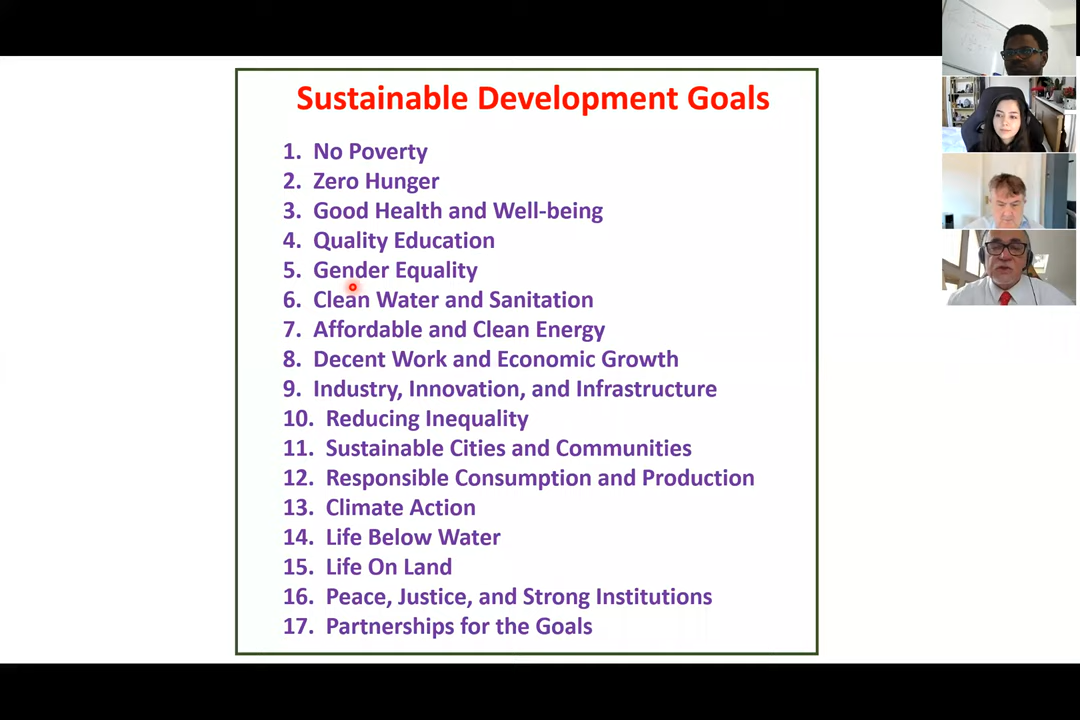 Sustainable Development Goals
1. No Poverty
2. Zero Hunger
3. Good Health and Well-being
4. Quality Education
5. Gender Equality
6. Clean Water and Sanitation
7. Affordable and Clean Energy
8. Decent Work and Economic Growth
9. Industry, Innovation, and Infrastructure
10. Reducing Inequality
11. Sustainable Cities and Communities
12. Responsible Consumption and Production
13. Climate Action
14. Life Below Water
15. Life On Land
16. Peace, Justice, and Strong Institutions
17. Partnerships for the Goals